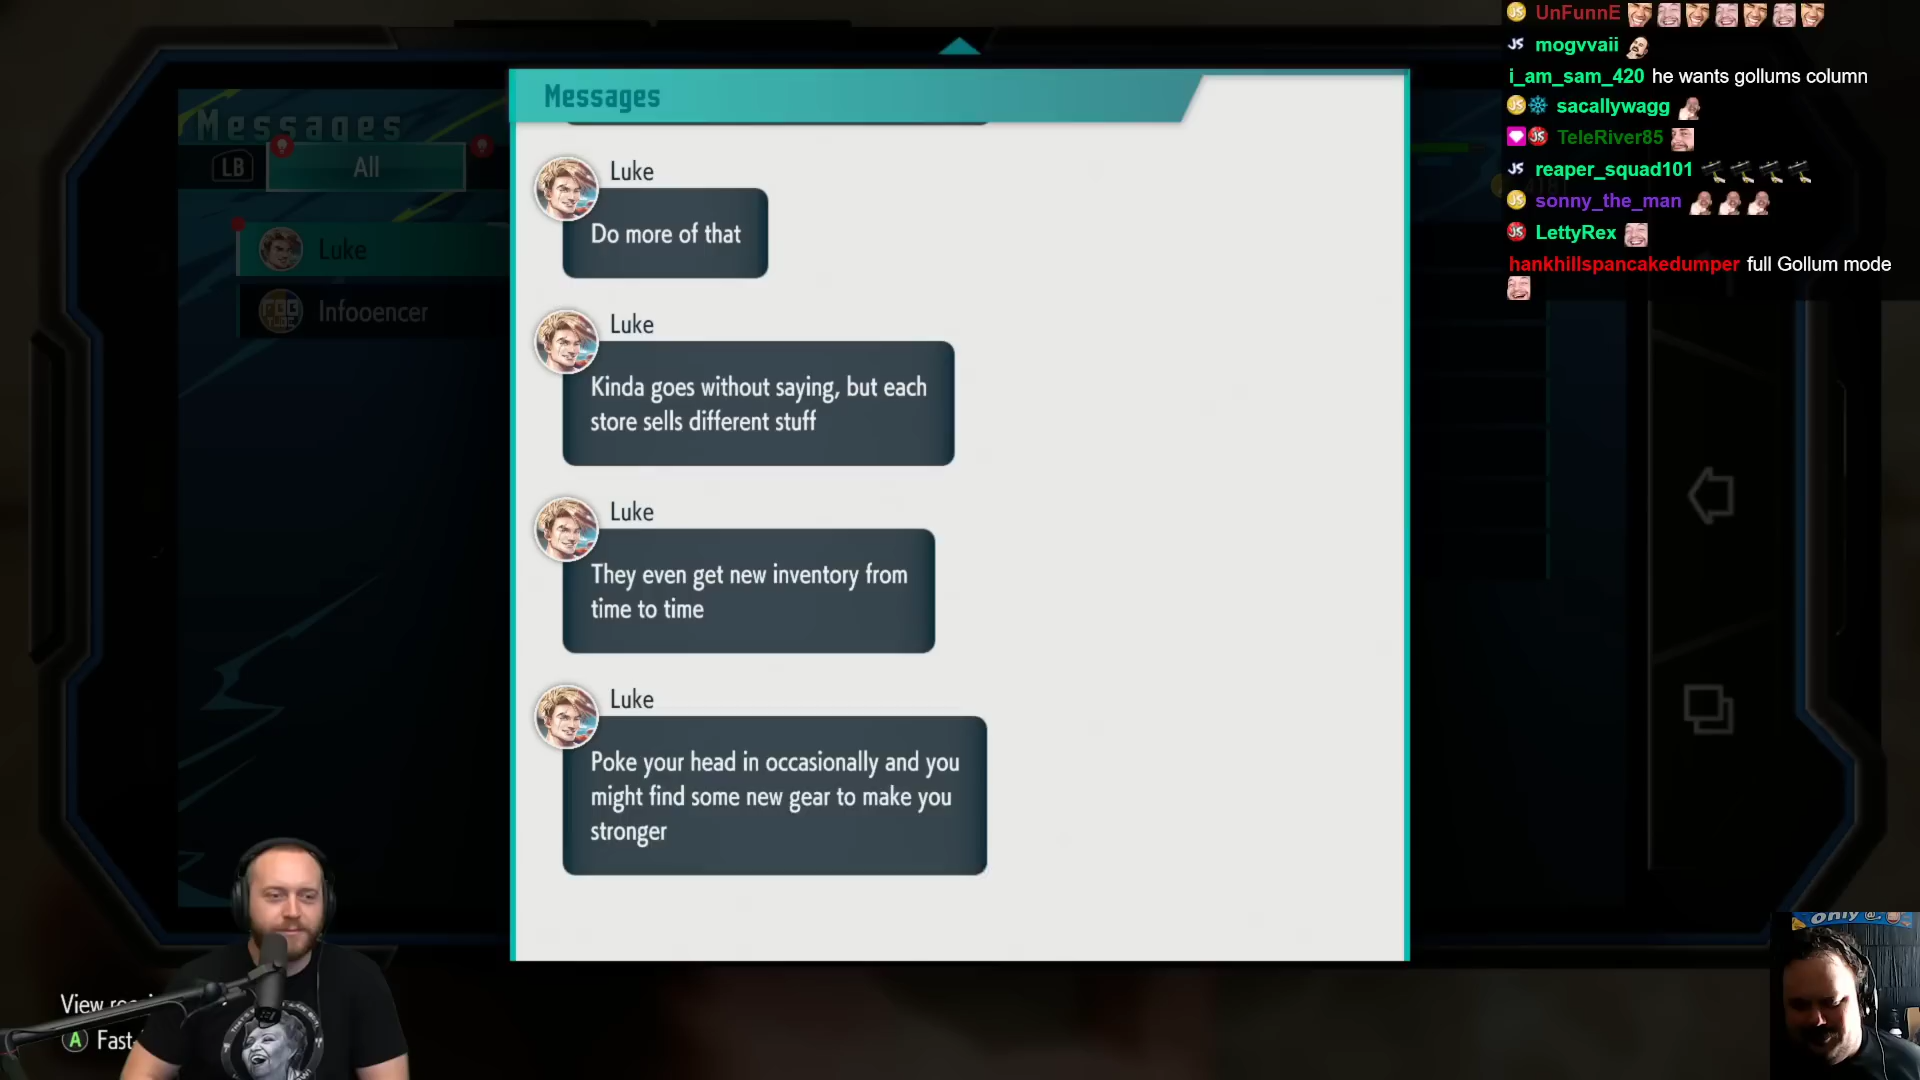 Messages
LB
All
Luke
Infooencer
Messages
Luke
Do more of that
Luke
Kinda goes without saying, but each
store sells different stuff
Luke
They even get new inventory from
time to time
Luke
Poke your head in occasionally and you
might find some new gear to make you
stronger
View
A Fast-
UnFunnE
mogvvaii
i_am_sam_420 he wants gollums column
sacallywagg
TeleRiver85
reaper_squad101
sonny_the_man
LettyRex
hankhillspancakedumper full Gollum mode
only @